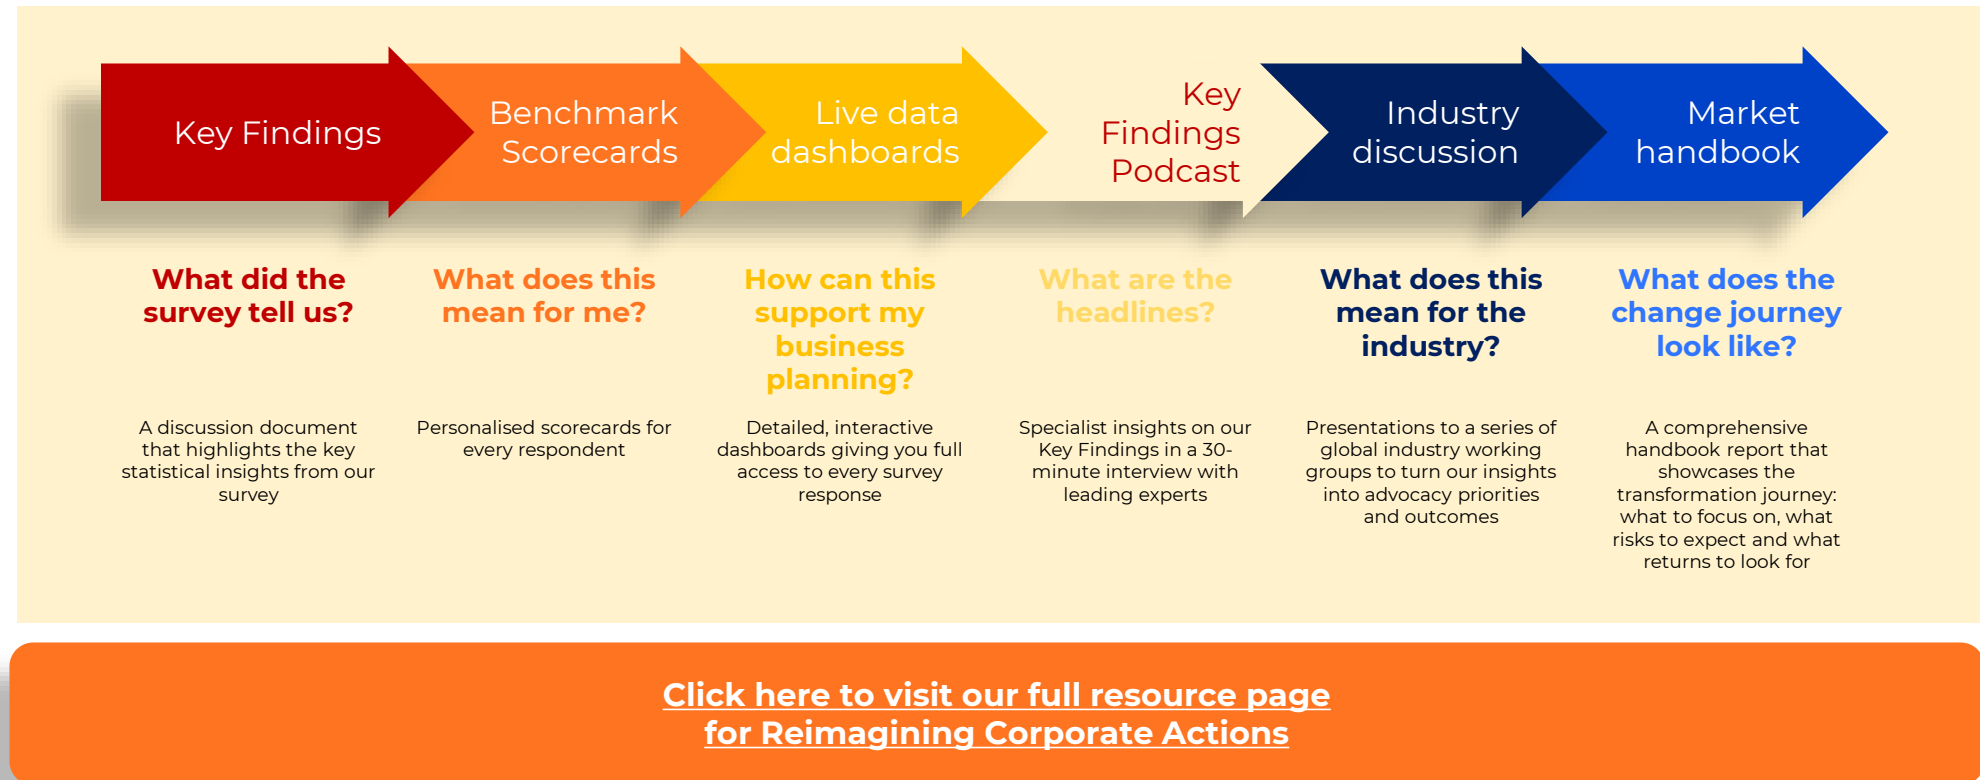 Key Findings
Benchmark
Scorecards
Live data
dashboards
Key
Findings
Podcast
Industry
discussion
Market
handbook
What did the
survey tell us?
What does this
mean for me?
How can this
support my
business
planning?
What are the
headlines?
What does this
mean for the
industry?
What does the
change journey
look like?
A discussion document
that highlights the key
statistical insights from our
survey
Personalised scorecards for
every respondent
Detailed, interactive
dashboards giving you full
access to every survey
response
Specialist insights on our
Key Findings in a 30-
minute interview with
leading experts
Presentations to a series of
global industry working
groups to turn our insights
into advocacy priorities
and outcomes
A comprehensive
handbook report that
showcases the
transformation journey:
what to focus on, what
risks to expect and what
returns to look for
Click here to visit our full resource page
for Reimagining Corporate Actions